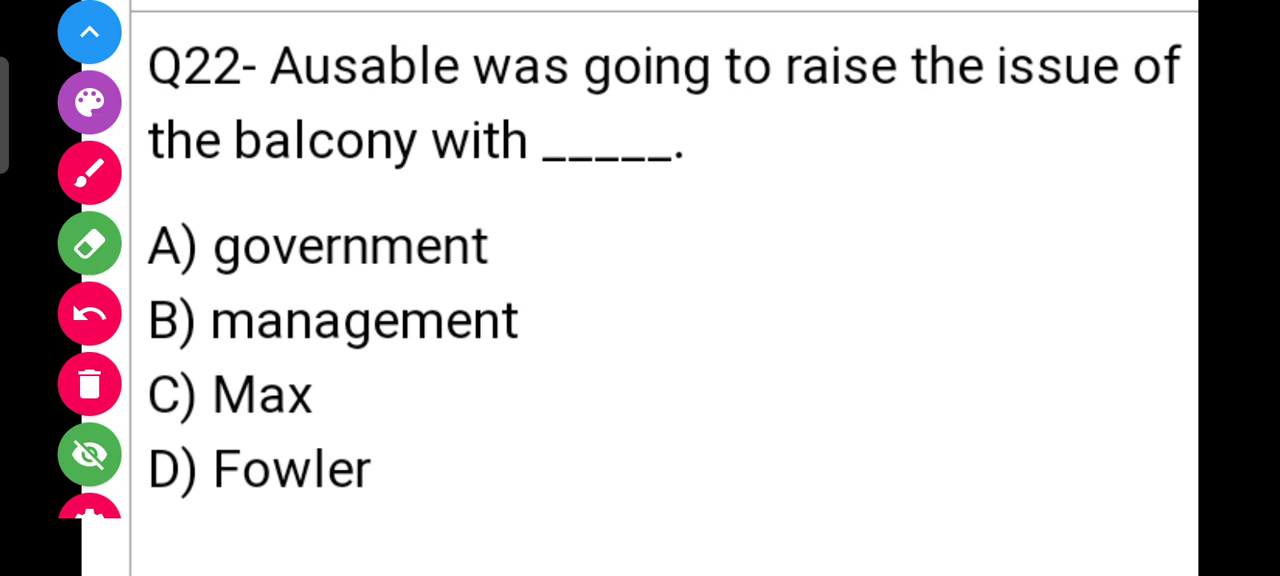 Q22- Ausable was going to raise the issue of
the balcony with _____.
A) government
B) management
C) Max
D) Fowler